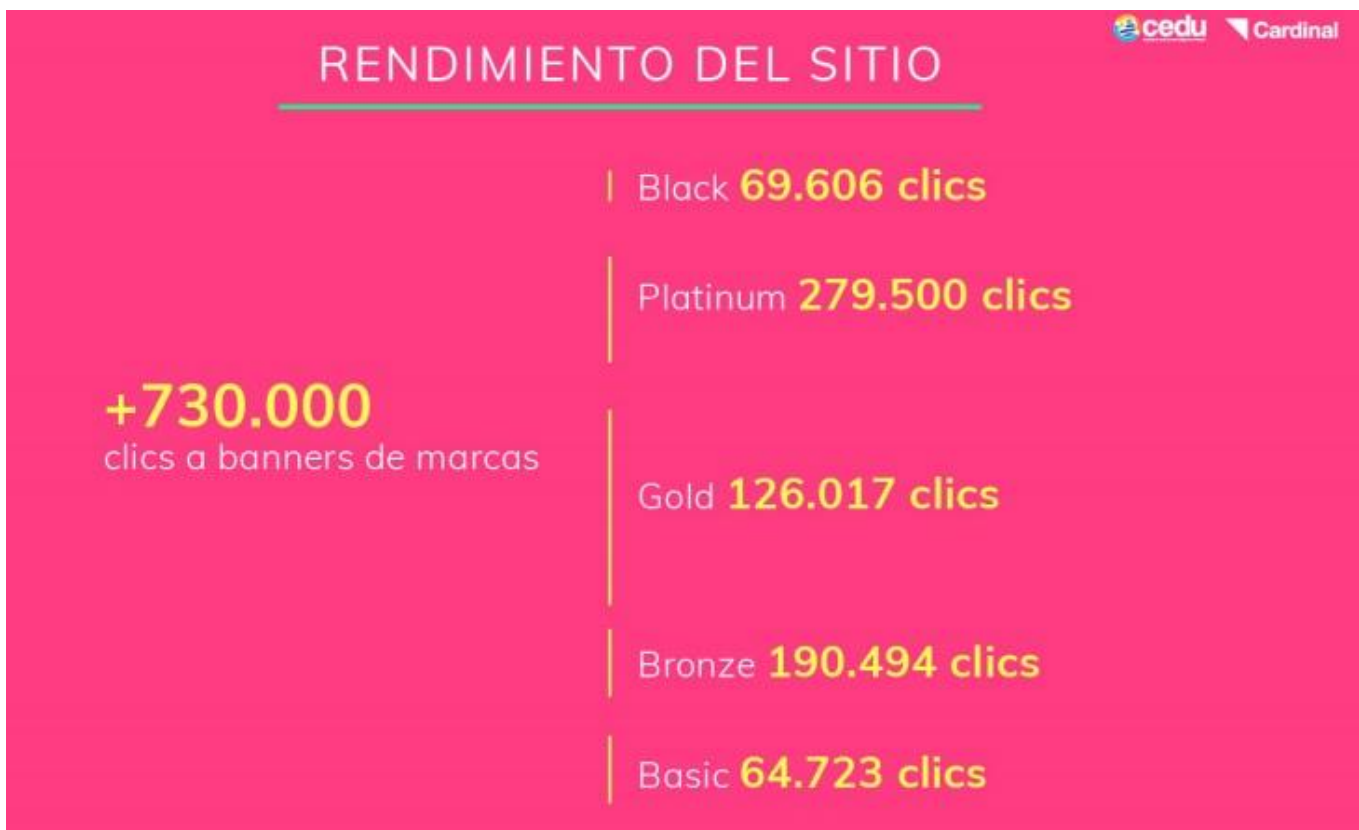 cedu Cardinal
RENDIMIENTO DEL SITIO
Black 69.606 clics
Platinum 279.500 clics
+730.000
clics a banners de marcas
Gold 126.017 clics
Bronze 190.494 clics
Basic 64.723 clics